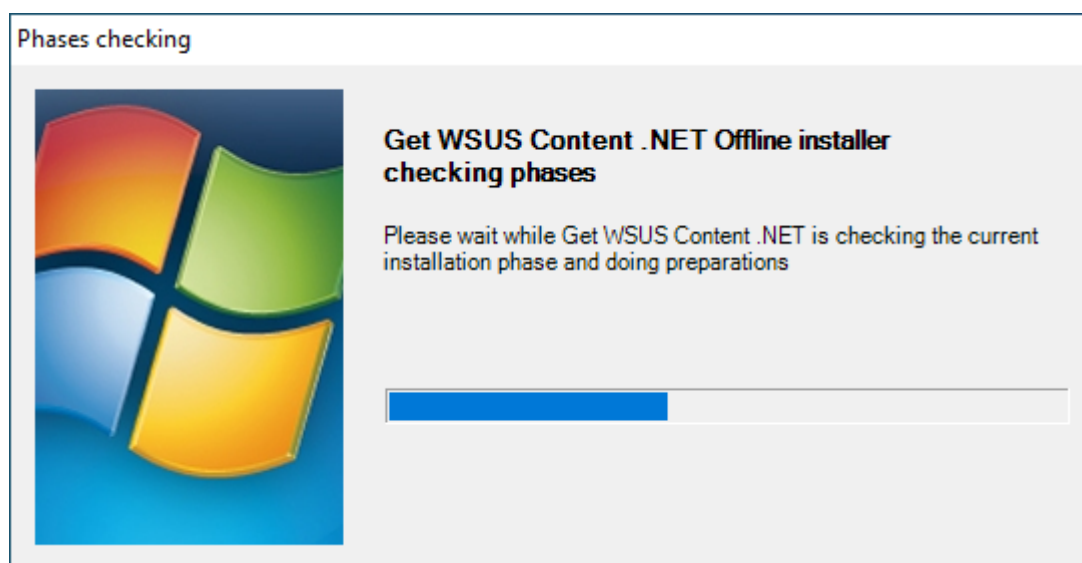 Phases checking
Get WSUS Content .NET Offline installer
checking phases
Please wait while Get WSUS Content .NET is checking the current
installation phase and doing preparations